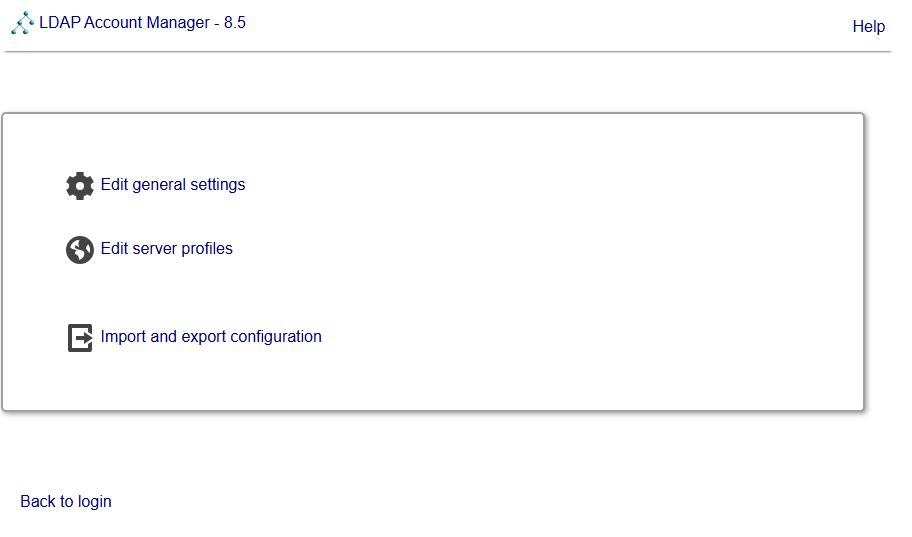 LDAP Account Manager - 8.5
Help
Edit general settings
Edit server profiles
Import and export configuration
Back to login